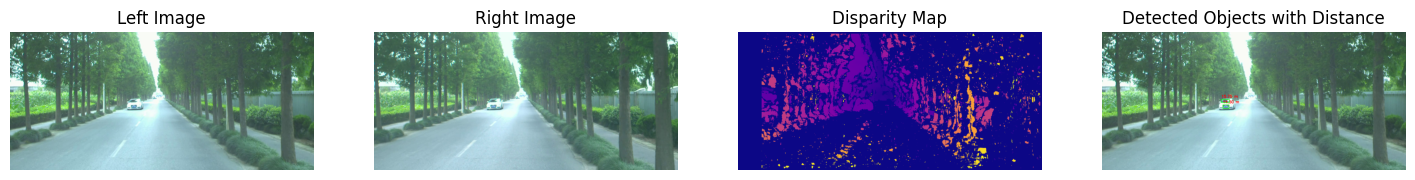 Left Image
Right Image
Disparity Map
Detected Objects with Distance